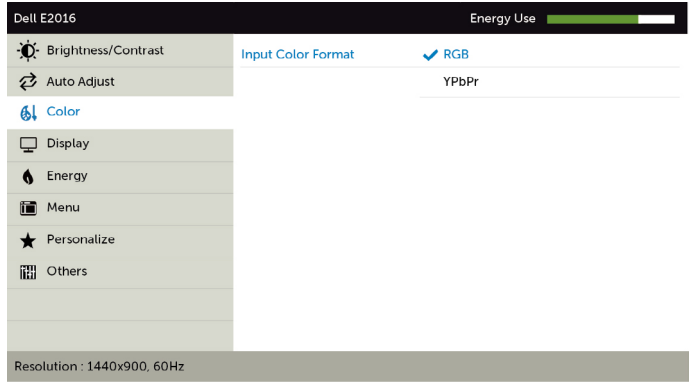 Dell E2016 Energy Use
Brightness/Contrast Input Color Format RGB
Auto Adjust YPbPr
Color
Display
Energy
Menu
Personalize
Others
Resolution : 1440x900, 60Hz